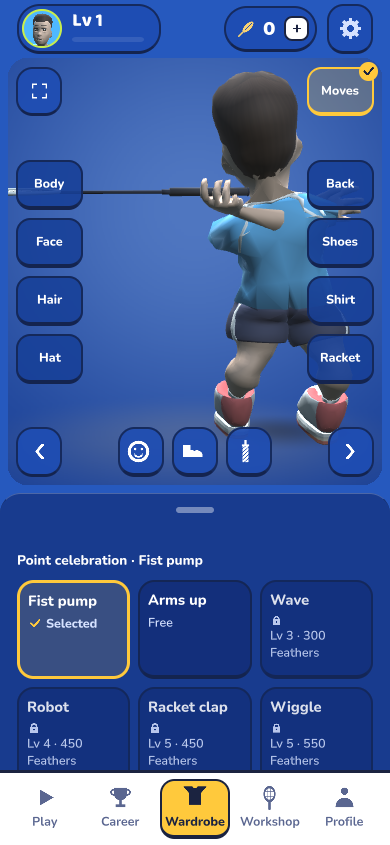 Lv 1
0
+
Moves
Body
Back
Face
Shoes
Hair
Shirt
Hat
Racket
Point celebration · Fist pump
Fist pump
Selected
Arms up
Free
Wave
Lv 3 · 300
Feathers
Robot
Lv 4 · 450
Feathers
Racket clap
Lv 5 · 450
Feathers
Wiggle
Lv 5 · 550
Feathers
Play
Career
Wardrobe
Workshop
Profile